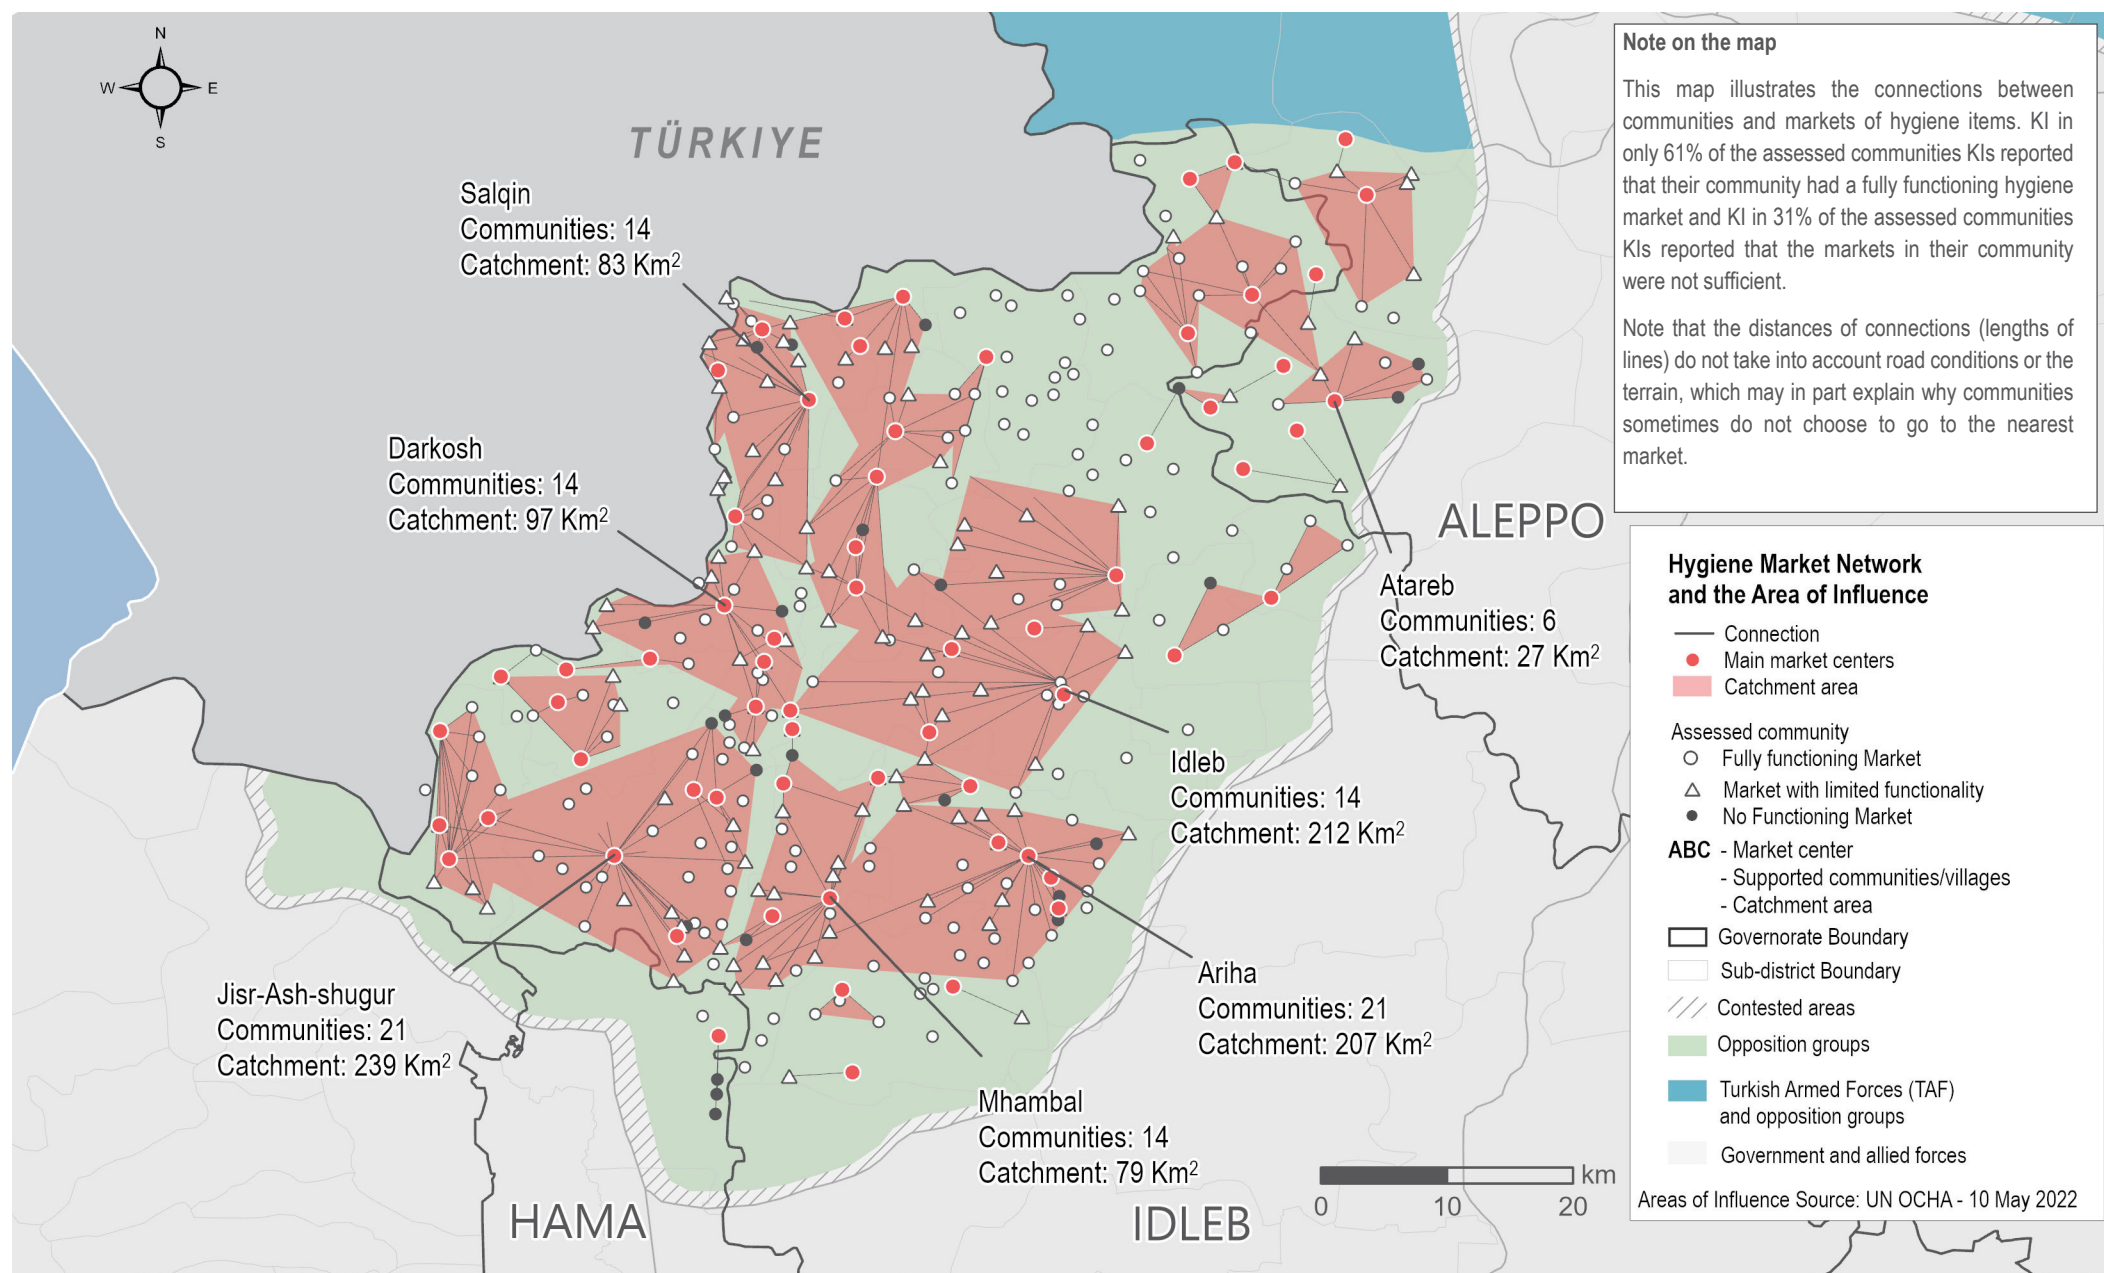 N
W
E
S
TÜRKIYE
Salqin
Communities: 14
Catchment: 83 Km²
Darkosh
Communities: 14
Catchment: 97 Km²
ALEPPO
Atareb
Communities: 6
Catchment: 27 Km²
Idleb
Communities: 14
Catchment: 212 Km²
Ariha
Communities: 21
Catchment: 207 Km²
Jisr-Ash-shugur
Communities: 21
Catchment: 239 Km²
Mhambal
Communities: 14
Catchment: 79 Km²
HAMA
IDLEB
km
0
10
20
Note on the map
This map illustrates the connections between
communities and markets of hygiene items. KI in
only 61% of the assessed communities KIs reported
that their community had a fully functioning hygiene
market and KI in 31% of the assessed communities
KIs reported that the markets in their community
were not sufficient.
Note that the distances of connections (lengths of
lines) do not take into account road conditions or the
terrain, which may in part explain why communities
sometimes do not choose to go to the nearest
market.
Hygiene Market Network
and the Area of Influence
Connection
Main market centers
Catchment area
Assessed community
Fully functioning Market
Market with limited functionality
No Functioning Market
ABC - Market center
- Supported communities/villages
- Catchment area
Governorate Boundary
Sub-district Boundary
Contested areas
Opposition groups
Turkish Armed Forces (TAF)
and opposition groups
Government and allied forces
Areas of Influence Source: UN OCHA - 10 May 2022